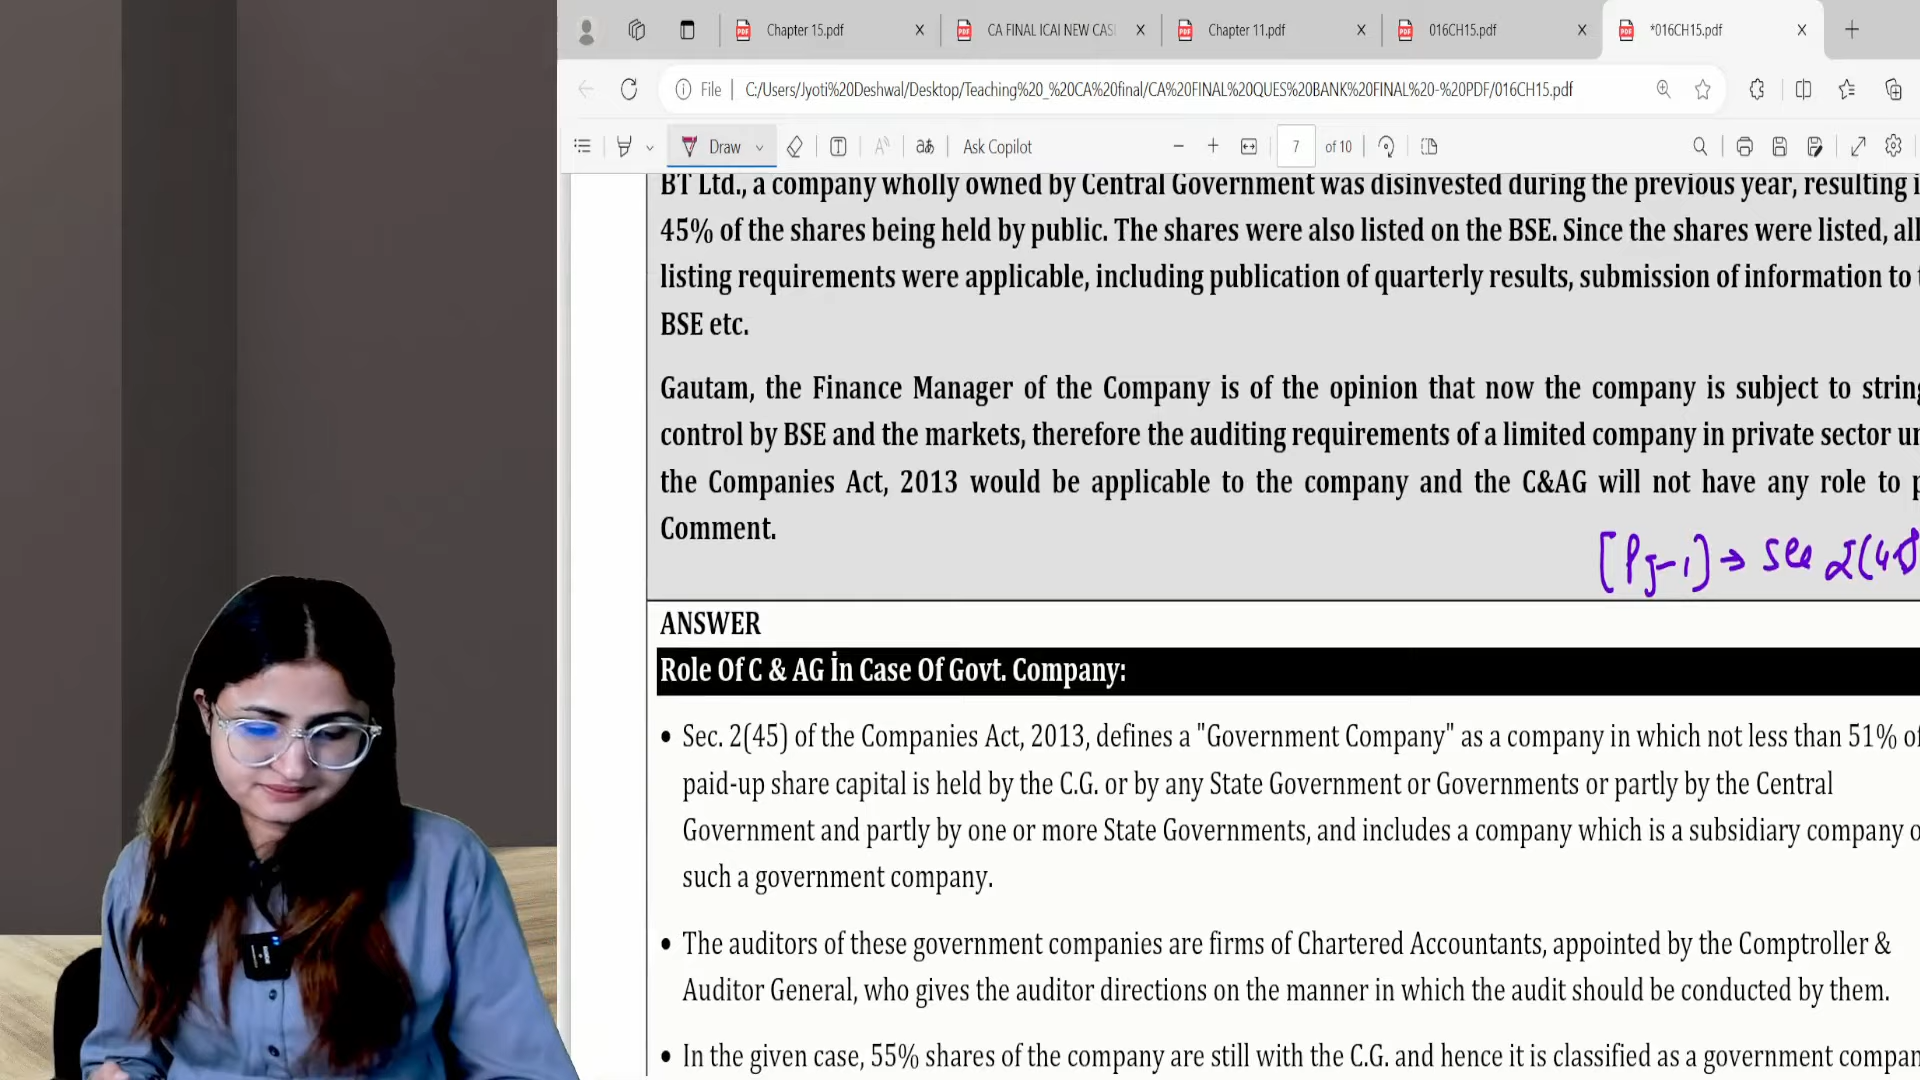 Chapter 15.pdf
CA FINAL ICAI NEW CAS
Chapter 11.pdf
016CH15.pdf
*016CH15.pdf
File
C:/Users/Jyoti%20Deshwal/Desktop/Teaching%20_%20CA%20final/CA%20FINAL%20QUES%20BANK%20FINAL%20-%20PDF/016CH15.pdf
Draw
Ask Copilot
7 of 10
BT Ltd., a company wholly owned by Central Government was disinvested during the previous year, resulting i
45% of the shares being held by public. The shares were also listed on the BSE. Since the shares were listed, all
listing requirements were applicable, including publication of quarterly results, submission of information to t
BSE etc.
Gautam, the Finance Manager of the Company is of the opinion that now the company is subject to string
control by BSE and the markets, therefore the auditing requirements of a limited company in private sector un
the Companies Act, 2013 would be applicable to the company and the C&AG will not have any role to p
Comment.
[Pg-1] → Sec 2(45
ANSWER
Role Of C & AG İn Case Of Govt. Company:
• Sec. 2(45) of the Companies Act, 2013, defines a "Government Company" as a company in which not less than 51% of
paid-up share capital is held by the C.G. or by any State Government or Governments or partly by the Central
Government and partly by one or more State Governments, and includes a company which is a subsidiary company o
such a government company.
• The auditors of these government companies are firms of Chartered Accountants, appointed by the Comptroller &
Auditor General, who gives the auditor directions on the manner in which the audit should be conducted by them.
• In the given case, 55% shares of the company are still with the C.G. and hence it is classified as a government compan